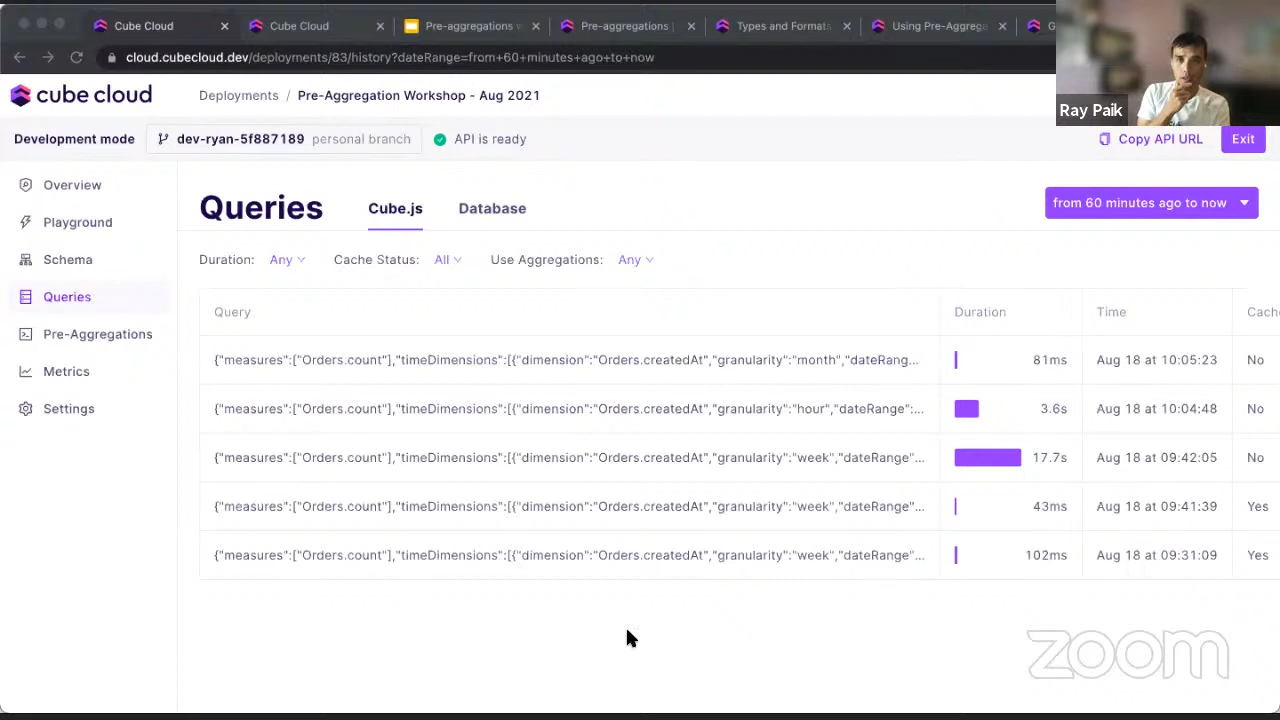 Cube Cloud
Cube Cloud
Pre-aggregations w
Pre-aggregations |
Types and Formats
Using Pre-Aggrega
G
cloud.cubecloud.dev/deployments/83/history?dateRange=from+60+minutes+ago+to+now
Ray Paik
cube cloud
Deployments / Pre-Aggregation Workshop - Aug 2021
Development mode
dev-ryan-5f887189 personal branch
API is ready
Copy API URL
Exit
Overview
Playground
Schema
Queries
Pre-Aggregations
Metrics
Settings
Queries
Cube.js
Database
from 60 minutes ago to now
Duration: Any
Cache Status: All
Use Aggregations: Any
Query Duration Time Cach
{"measures":["Orders.count"],"timeDimensions":[{"dimension":"Orders.createdAt","granularity":"month","dateRang... 81ms Aug 18 at 10:05:23 No
{"measures":["Orders.count"],"timeDimensions":[{"dimension":"Orders.createdAt","granularity":"hour","dateRange":... 3.6s Aug 18 at 10:04:48 No
{"measures":["Orders.count"],"timeDimensions":[{"dimension":"Orders.createdAt","granularity":"week","dateRange"... 17.7s Aug 18 at 09:42:05 No
{"measures":["Orders.count"],"timeDimensions":[{"dimension":"Orders.createdAt","granularity":"week","dateRange"... 43ms Aug 18 at 09:41:39 Yes
{"measures":["Orders.count"],"timeDimensions":[{"dimension":"Orders.createdAt","granularity":"week","dateRange"... 102ms Aug 18 at 09:31:09 Yes
zoom